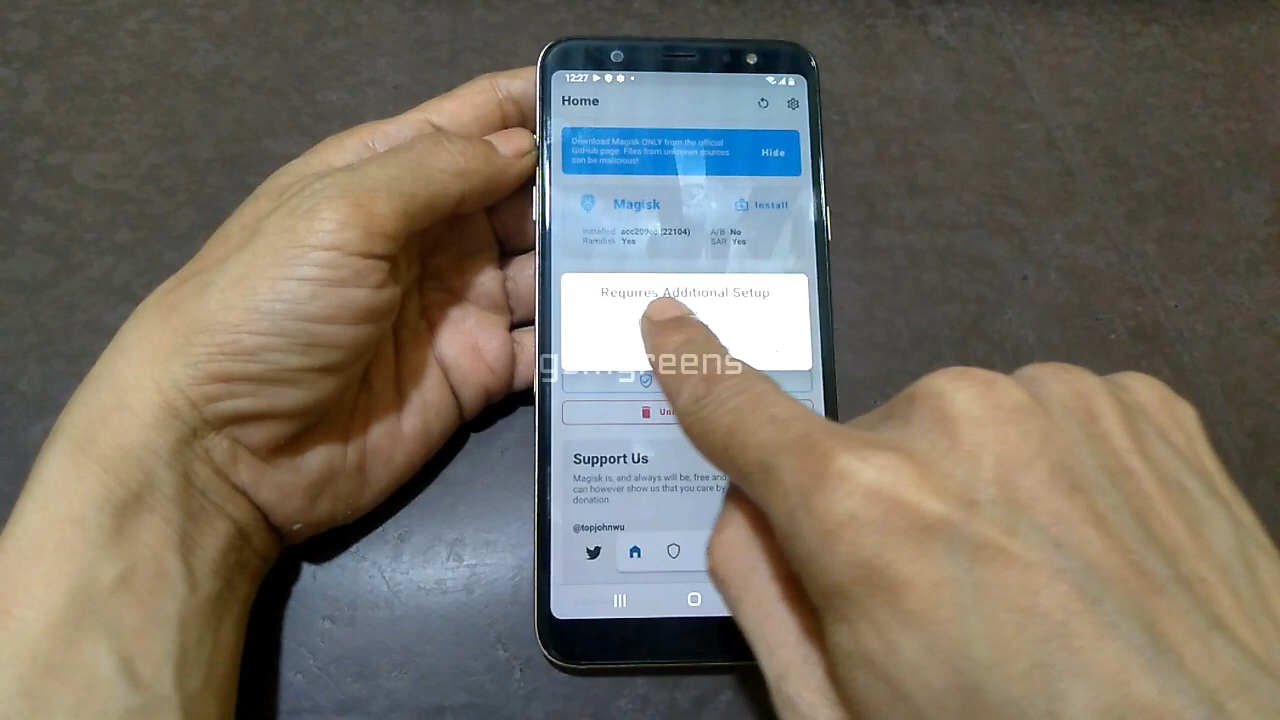 12:27
Home
Download Magisk ONLY from the official
GitHub page. Files from unknown sources
can be malicious!
Hide
Magisk
Install
Installed acc209cc (22104)
A/B No
Ramdisk Yes
SAR Yes
Requires Additional Setup
Support Us
Magisk is, and always will be, free and
can however show us that you care by
donation.
@topjohnwu